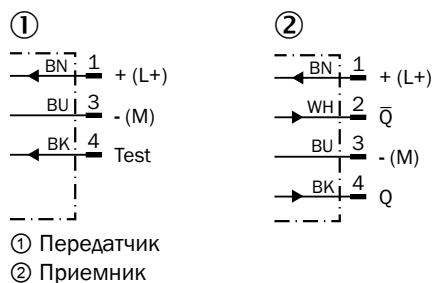 ①
BN 1 + (L+)
BU 3 - (M)
BK 4 Test
②
BN 1 + (L+)
WH 2 Q̅
BU 3 - (M)
BK 4 Q
① Передатчик
② Приемник